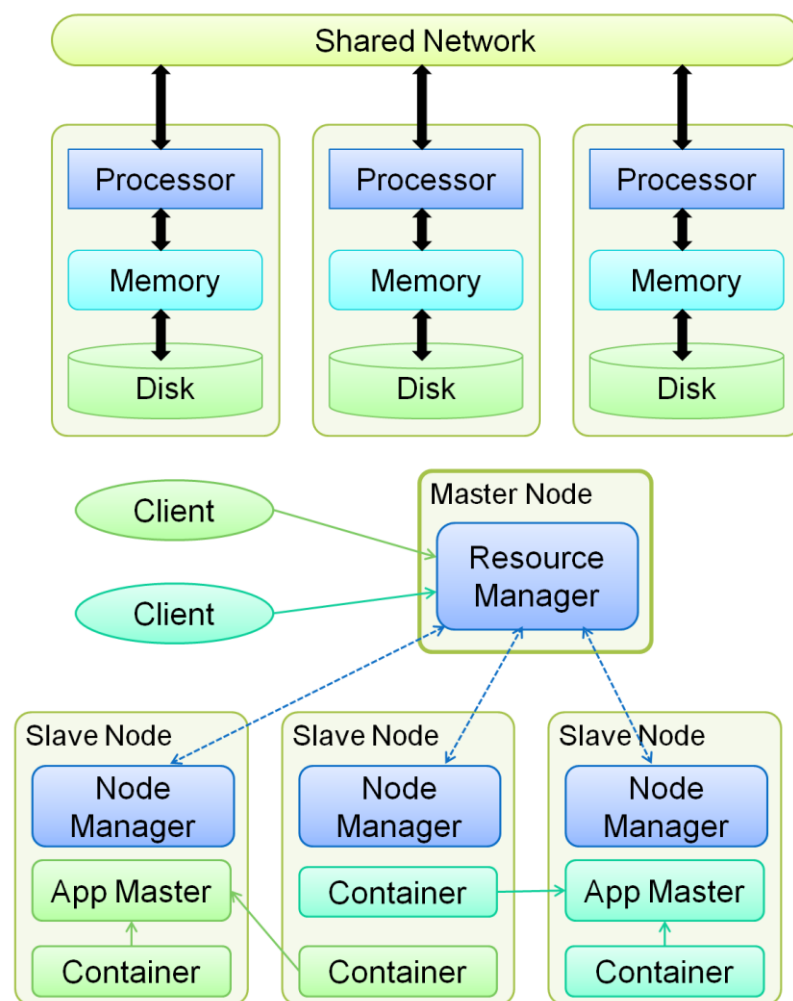 Shared Network
Processor
Processor
Processor
Memory
Memory
Memory
Disk
Disk
Disk
Client
Client
Master Node
Resource
Manager
Slave Node
Slave Node
Slave Node
Node
Manager
Node
Manager
Node
Manager
App Master
Container
App Master
Container
Container
Container